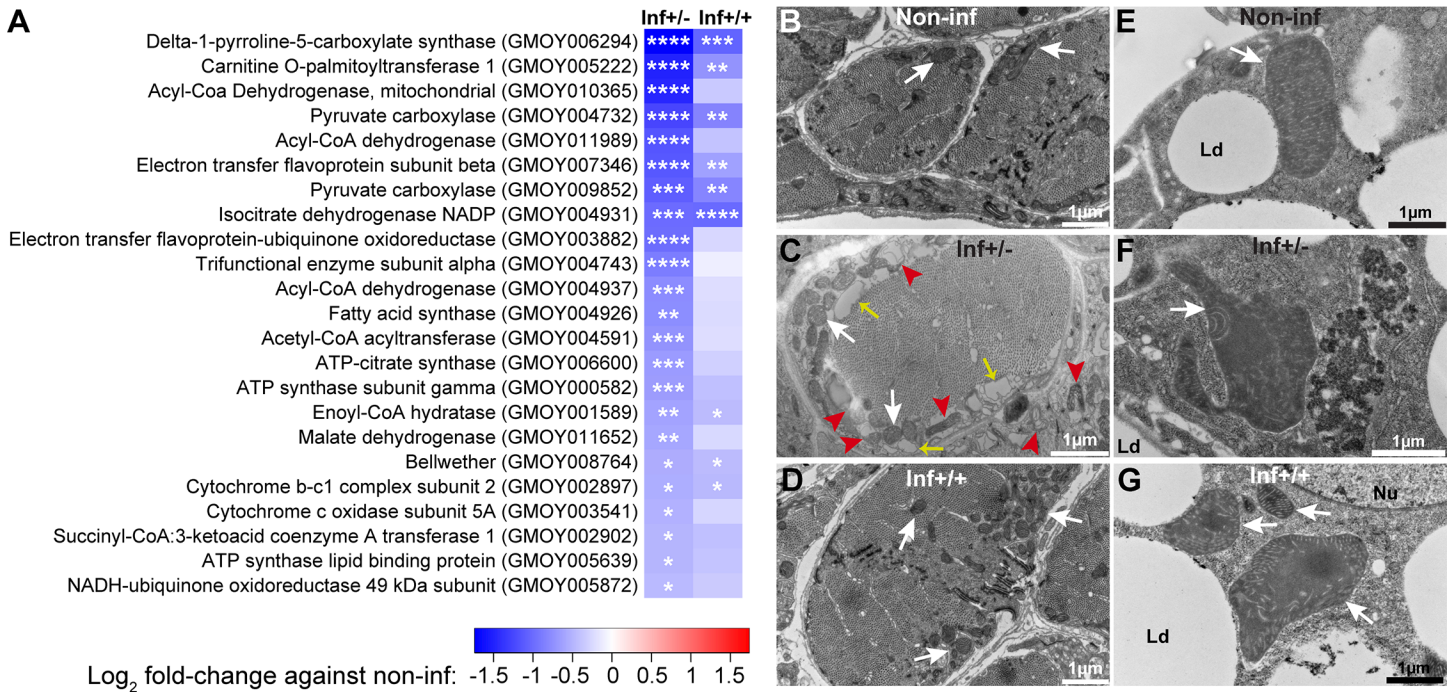 A
Inf+/- Inf+/+
Delta-1-pyrroline-5-carboxylate synthase (GMOY006294) **** ***
Carnitine O-palmitoyltransferase 1 (GMOY005222) **** **
Acyl-Coa Dehydrogenase, mitochondrial (GMOY010365) ****
Pyruvate carboxylase (GMOY004732) **** **
Acyl-CoA dehydrogenase (GMOY011989) ****
Electron transfer flavoprotein subunit beta (GMOY007346) **** **
Pyruvate carboxylase (GMOY009852) *** **
Isocitrate dehydrogenase NADP (GMOY004931) *** ****
Electron transfer flavoprotein-ubiquinone oxidoreductase (GMOY003882) ****
Trifunctional enzyme subunit alpha (GMOY004743) ****
Acyl-CoA dehydrogenase (GMOY004937) ***
Fatty acid synthase (GMOY004926) **
Acetyl-CoA acyltransferase (GMOY004591) ***
ATP-citrate synthase (GMOY006600) ***
ATP synthase subunit gamma (GMOY000582) ***
Enoyl-CoA hydratase (GMOY001589) ** *
Malate dehydrogenase (GMOY011652) **
Bellwether (GMOY008764) * *
Cytochrome b-c1 complex subunit 2 (GMOY002897) * *
Cytochrome c oxidase subunit 5A (GMOY003541) *
Succinyl-CoA:3-ketoacid coenzyme A transferase 1 (GMOY002902) *
ATP synthase lipid binding protein (GMOY005639) *
NADH-ubiquinone oxidoreductase 49 kDa subunit (GMOY005872) *
Log2 fold-change against non-inf: -1.5 -1 -0.5 0 0.5 1 1.5
B Non-inf
1µm
C Inf+/-
1µm
D Inf+/+
1µm
E Non-inf
Ld
1µm
F Inf+/-
Ld
1µm
G Inf+/+
Nu
Ld
1µm